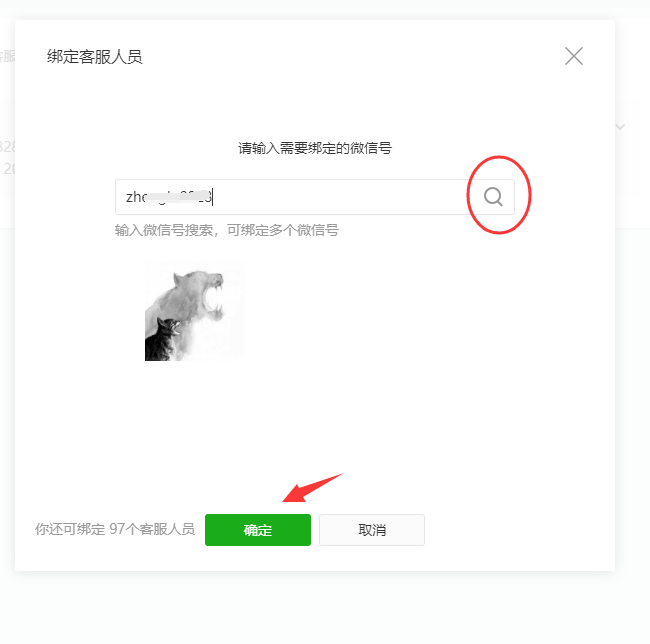 绑定客服人员
请输入需要绑定的微信号
输入微信号搜索，可绑定多个微信号
你还可绑定 97个客服人员
确定
取消